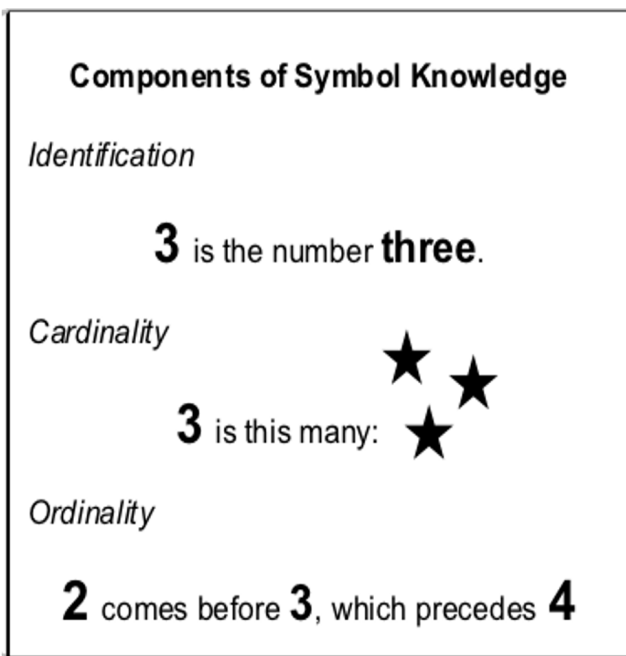 Components of Symbol Knowledge
Identification
3 is the number three.
Cardinality
3 is this many:
Ordinality
2 comes before 3, which precedes 4